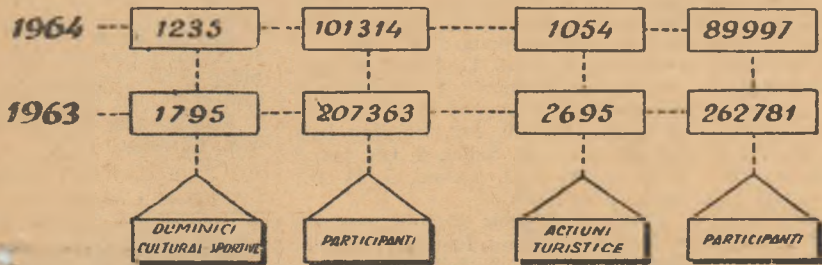 1964 1235 101314 1054 89997
1963 1795 207363 2695 262781
DUMINICI
CULTURAL SPORTIVE
PARTICIPANTI
ACTIUNI
TURISTICE
PARTICIPANTI